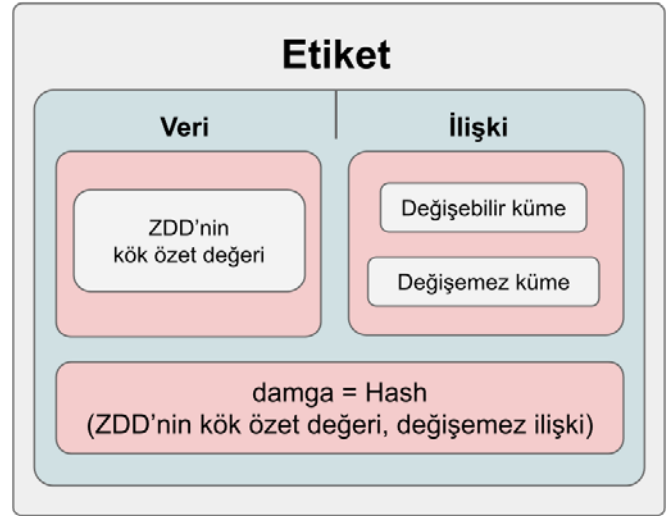 Etiket
Veri
İlişki
ZDD'nin
kök özet değeri
Değişebilir küme
Değişemez küme
damga = Hash
(ZDD'nin kök özet değeri, değişemez ilişki)